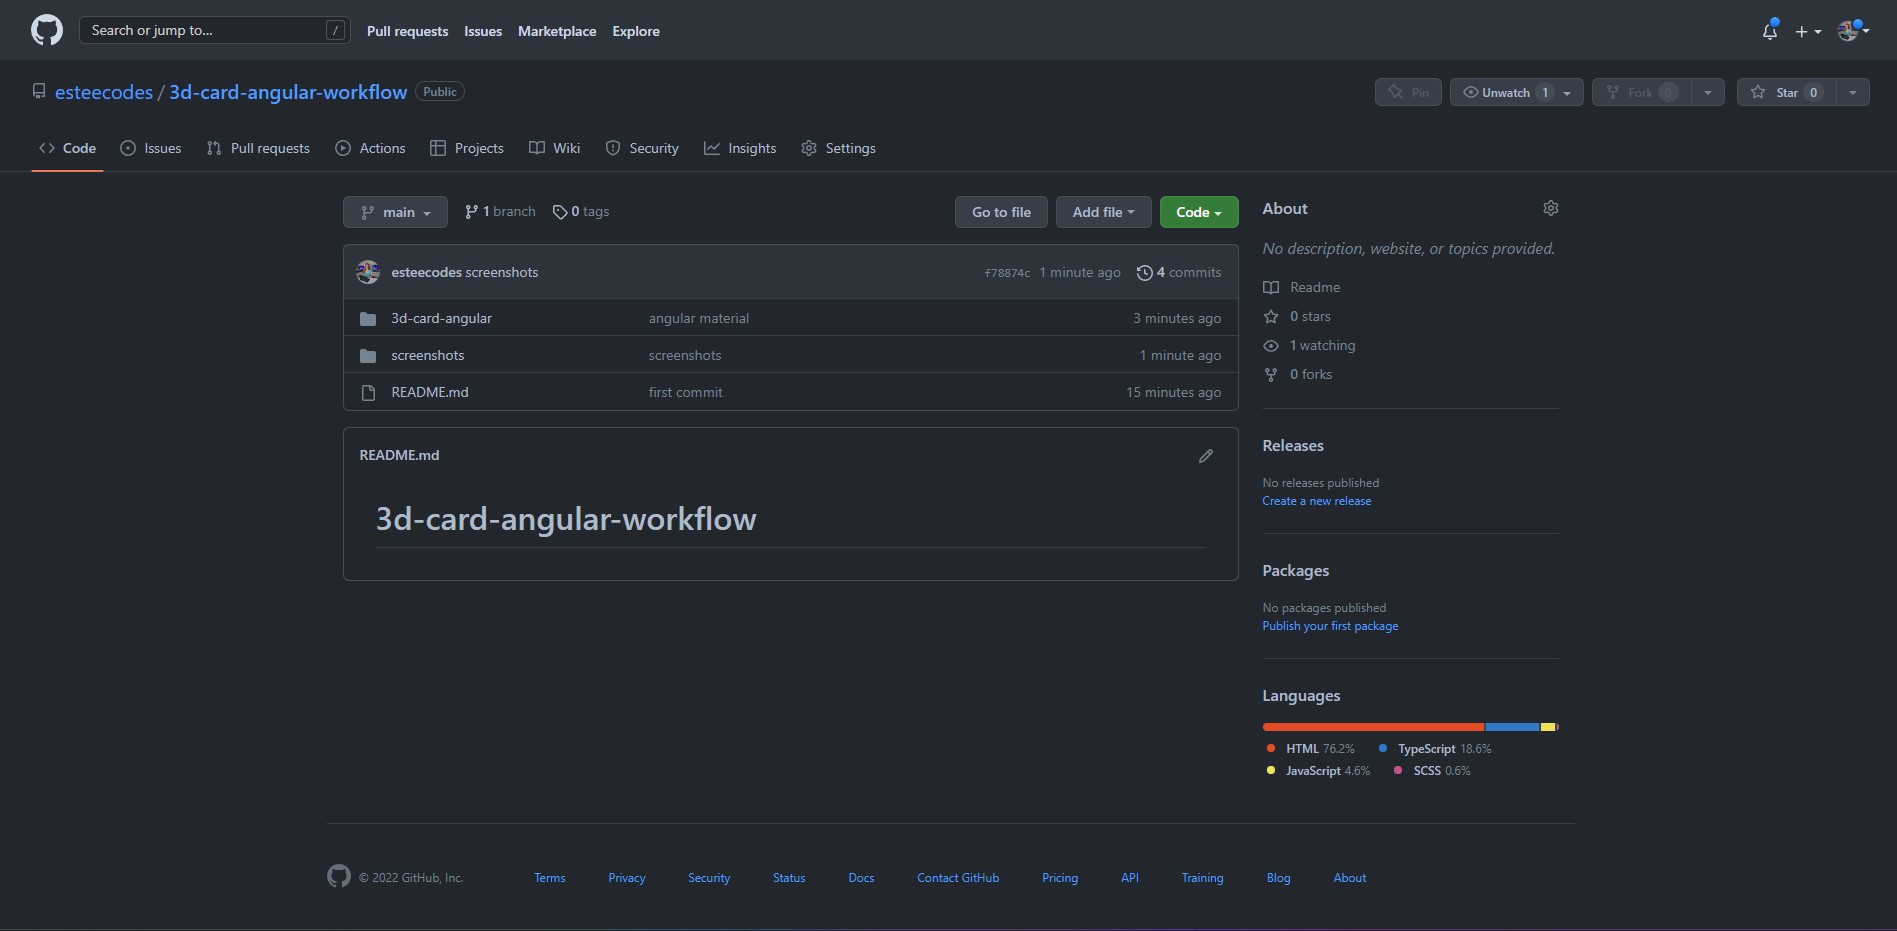 Search or jump to... /
Pull requests Issues Marketplace Explore
esteecodes / 3d-card-angular-workflow Public
Pin Unwatch 1 Fork 0 Star 0
Code Issues Pull requests Actions Projects Wiki Security Insights Settings
main 1 branch 0 tags Go to file Add file Code
esteecodes screenshots f78874c 1 minute ago 4 commits
3d-card-angular angular material 3 minutes ago
screenshots screenshots 1 minute ago
README.md first commit 15 minutes ago
README.md
3d-card-angular-workflow
About
No description, website, or topics provided.
Readme
0 stars
1 watching
0 forks
Releases
No releases published
Create a new release
Packages
No packages published
Publish your first package
Languages
HTML 76.2% TypeScript 18.6%
JavaScript 4.6% SCSS 0.6%
© 2022 GitHub, Inc. Terms Privacy Security Status Docs Contact GitHub Pricing API Training Blog About